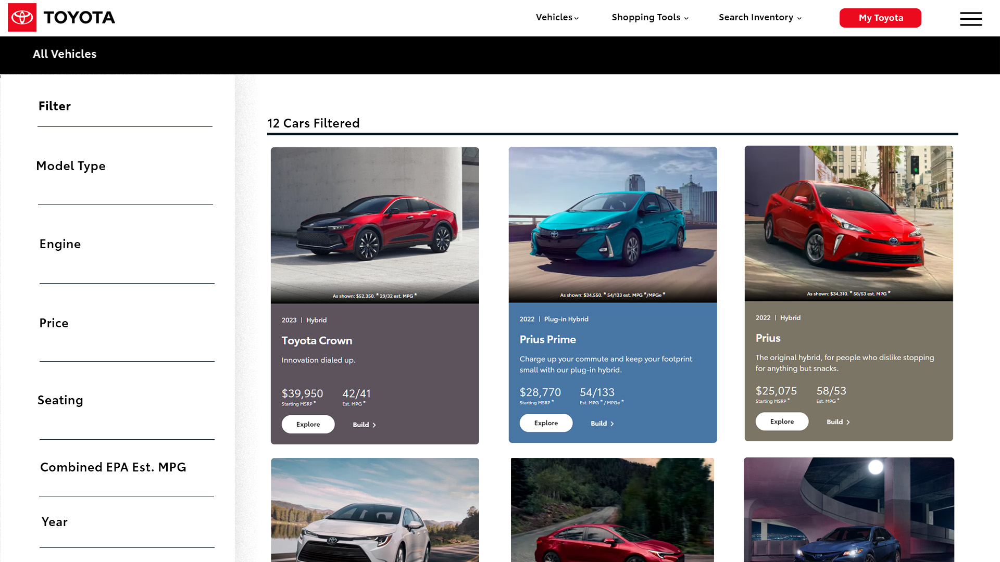 TOYOTA
Vehicles
Shopping Tools
Search Inventory
My Toyota
All Vehicles
Filter
Model Type
Engine
Price
Seating
Combined EPA Est. MPG
Year
12 Cars Filtered
As shown: $52,350. * 29/32 est. MPG *
2023 | Hybrid
Toyota Crown
Innovation dialed up.
$39,950 42/41
Starting MSRP * Est. MPG *
Explore Build >
As shown: $34,550. * 54/133 est. MPG */MPGe *
2022 | Plug-in Hybrid
Prius Prime
Charge up your commute and keep your footprint
small with our plug-in hybrid.
$28,770 54/133
Starting MSRP * Est. MPG * / MPGe *
Explore Build >
As shown: $34,310. * 58/53 est. MPG *
2022 | Hybrid
Prius
The original hybrid, for people who dislike stopping
for anything but snacks.
$25,075 58/53
Starting MSRP * Est. MPG *
Explore Build >